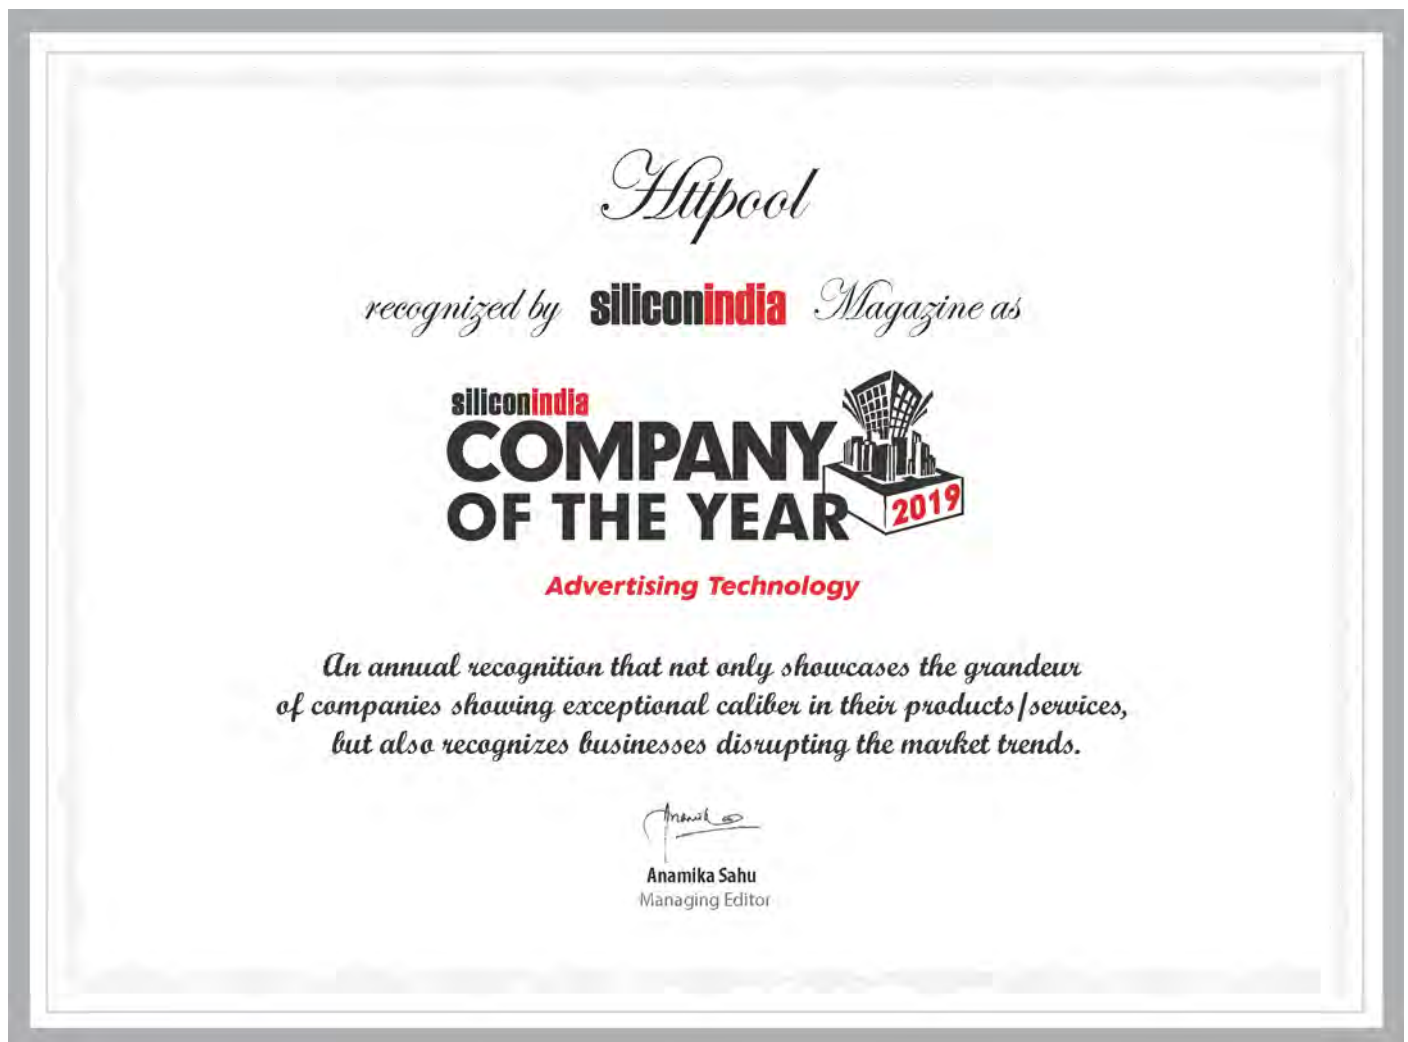 Httpool
recognized by siliconindia Magazine as
siliconindia
COMPANY
OF THE YEAR
2019
Advertising Technology
An annual recognition that not only showcases the grandeur
of companies showing exceptional caliber in their products/services,
but also recognizes businesses disrupting the market trends.
Anamika Sahu
Managing Editor